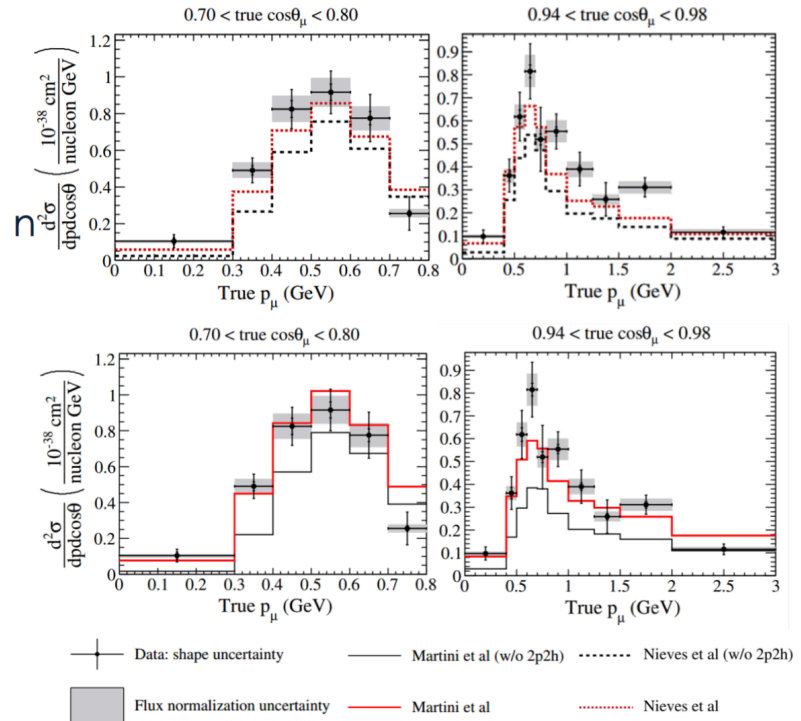 0.70 < true cosθμ < 0.80
0.94 < true cosθμ < 0.98
d²σ/dpdcosθ (10⁻³⁸ cm²/nucleon GeV)
n
1.2
1
0.8
0.6
0.4
0.2
0
0 0.1 0.2 0.3 0.4 0.5 0.6 0.7 0.8
True pμ (GeV)
0.9
0.8
0.7
0.6
0.5
0.4
0.3
0.2
0.1
0
0 0.5 1 1.5 2 2.5 3
True pμ (GeV)
0.70 < true cosθμ < 0.80
0.94 < true cosθμ < 0.98
d²σ/dpdcosθ (10⁻³⁸ cm²/nucleon GeV)
1.2
1
0.8
0.6
0.4
0.2
0
0 0.1 0.2 0.3 0.4 0.5 0.6 0.7 0.8
True pμ (GeV)
0.9
0.8
0.7
0.6
0.5
0.4
0.3
0.2
0.1
0
0 0.5 1 1.5 2 2.5 3
True pμ (GeV)
Data: shape uncertainty
Martini et al (w/o 2p2h)
Nieves et al (w/o 2p2h)
Flux normalization uncertainty
Martini et al
Nieves et al